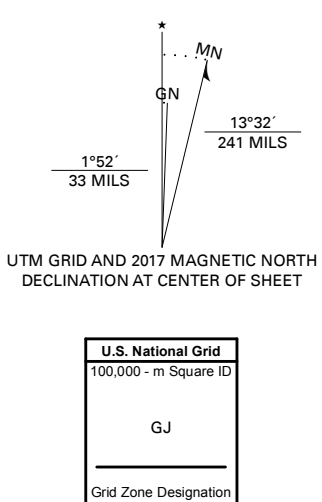 ★
MN
GN
13°32´
241 MILS
1°52´
33 MILS
UTM GRID AND 2017 MAGNETIC NORTH
DECLINATION AT CENTER OF SHEET
U.S. National Grid
100,000 - m Square ID
GJ
Grid Zone Designation